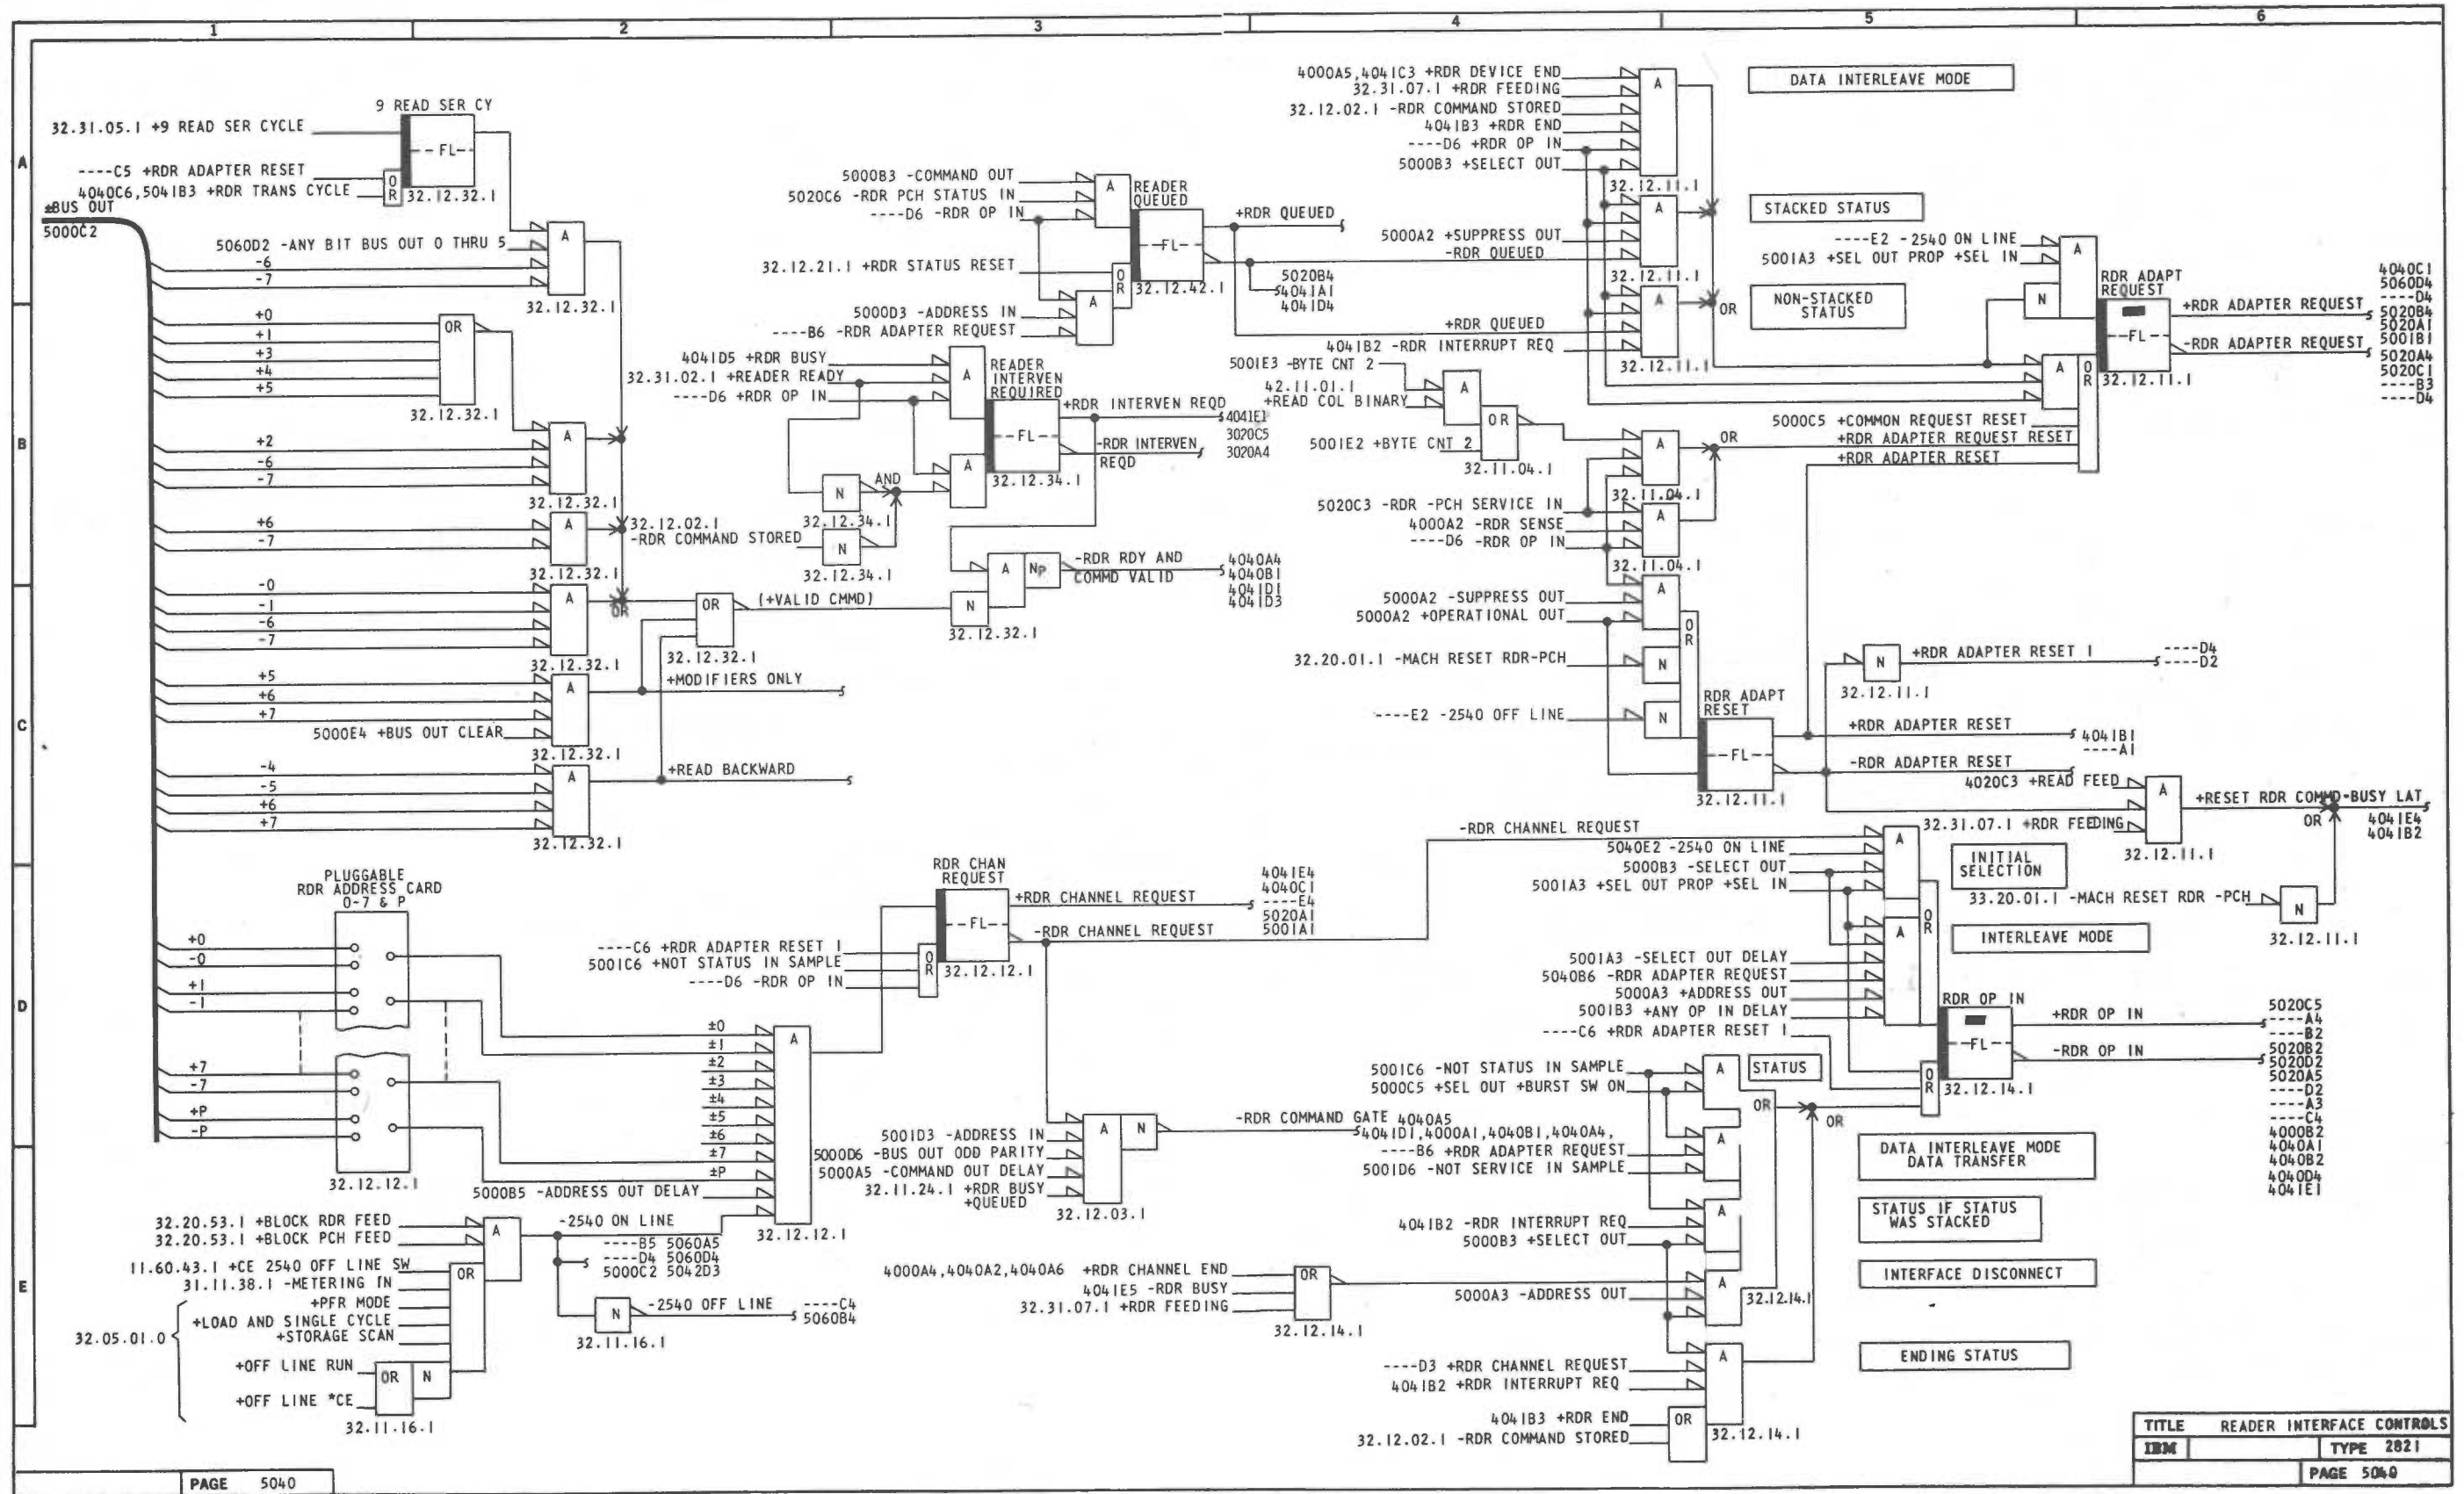 1 2 3 4 5 6
A
B
C
D
E
9 READ SER CY
32.31.05.1 +9 READ SER CYCLE
--FL--
----C5 +RDR ADAPTER RESET
4040C6,5041B3 +RDR TRANS CYCLE
OR
32.12.32.1
±BUS OUT
5000C2
5060D2 -ANY BIT BUS OUT 0 THRU 5
-6
-7
A
32.12.32.1
+0
+1
+3
+4
+5
OR
32.12.32.1
+2
-6
-7
A
32.12.32.1
+6
-7
A
32.12.32.1
-0
-1
-6
-7
A
32.12.32.1
OR
OR
(+VALID CMMD)
32.12.32.1
+5
+6
+7
5000E4 +BUS OUT CLEAR
A
+MODIFIERS ONLY
32.12.32.1
-4
-5
+6
+7
A
+READ BACKWARD
32.12.32.1
PLUGGABLE
RDR ADDRESS CARD
0-7 & P
+0
-0
+1
-1
+7
-7
+P
-P
32.12.12.1
±0
±1
±2
±3
±4
±5
±6
±7
±P
5000B5 -ADDRESS OUT DELAY
A
32.12.12.1
32.20.53.1 +BLOCK RDR FEED
32.20.53.1 +BLOCK PCH FEED
A
-2540 ON LINE
----B5 5060A5
----D4 5060D4
5000C2 5042D3
11.60.43.1 +CE 2540 OFF LINE SW
31.11.38.1 -METERING IN
+PFR MODE
+LOAD AND SINGLE CYCLE
+STORAGE SCAN
32.05.01.0
OR
+OFF LINE RUN
+OFF LINE *CE
OR N
32.11.16.1
N
-2540 OFF LINE
----C4
5060B4
32.11.16.1
5000B3 -COMMAND OUT
5020C6 -RDR PCH STATUS IN
----D6 -RDR OP IN
A
READER
QUEUED
--FL--
+RDR QUEUED
-RDR QUEUED
32.12.21.1 +RDR STATUS RESET
OR
32.12.42.1
5020B4
4041A1
4041D4
5000D3 -ADDRESS IN
----B6 -RDR ADAPTER REQUEST
A
4041D5 +RDR BUSY
32.31.02.1 +READER READY
----D6 +RDR OP IN
A
READER
INTERVEN
REQUIRED
--FL--
+RDR INTERVEN REQD
4041E1
3020C5
-RDR INTERVEN
REQD
3020A4
A
32.12.34.1
N
AND
32.12.34.1
32.12.02.1
-RDR COMMAND STORED
N
32.12.34.1
A NP
-RDR RDY AND
COMMD VALID
4040A4
4040B1
4041D1
4041D3
N
32.12.32.1
RDR CHAN
REQUEST
--FL--
+RDR CHANNEL REQUEST
4041E4
4040C1
----E4
5020A1
5001A1
-RDR CHANNEL REQUEST
----C6 +RDR ADAPTER RESET 1
5001C6 +NOT STATUS IN SAMPLE
----D6 -RDR OP IN
OR
32.12.12.1
5001D3 -ADDRESS IN
5000D6 -BUS OUT ODD PARITY
5000A5 -COMMAND OUT DELAY
32.11.24.1 +RDR BUSY
+QUEUED
A N
32.12.03.1
-RDR COMMAND GATE 4040A5
4041D1,4000A1,4040B1,4040A4,
4000A5,4041C3 +RDR DEVICE END
32.31.07.1 +RDR FEEDING
32.12.02.1 -RDR COMMAND STORED
4041B3 +RDR END
----D6 +RDR OP IN
5000B3 +SELECT OUT
A
32.12.11.1
DATA INTERLEAVE MODE
5000A2 +SUPPRESS OUT
-RDR QUEUED
A
32.12.11.1
STACKED STATUS
+RDR QUEUED
4041B2 -RDR INTERRUPT REQ
A
OR
32.12.11.1
NON-STACKED
STATUS
----E2 -2540 ON LINE
5001A3 +SEL OUT PROP +SEL IN
A
N
RDR ADAPT
REQUEST
--FL--
+RDR ADAPTER REQUEST
-RDR ADAPTER REQUEST
4040C1
5060D4
----D4
5020B4
5020A1
5001B1
5020A4
5020C1
----B3
----D4
A
OR
32.12.11.1
5001E3 -BYTE CNT 2
42.11.01.1
+READ COL BINARY
A
OR
5001E2 +BYTE CNT 2
32.11.04.1
5000C5 +COMMON REQUEST RESET
+RDR ADAPTER REQUEST RESET
+RDR ADAPTER RESET
A
OR
32.11.04.1
5020C3 -RDR -PCH SERVICE IN
4000A2 -RDR SENSE
----D6 -RDR OP IN
A
32.11.04.1
5000A2 -SUPPRESS OUT
5000A2 +OPERATIONAL OUT
A
OR
32.20.01.1 -MACH RESET RDR-PCH
N
----E2 -2540 OFF LINE
N
RDR ADAPT
RESET
--FL--
32.12.11.1
N
+RDR ADAPTER RESET 1
----D4
----D2
32.12.11.1
+RDR ADAPTER RESET
4041B1
----A1
-RDR ADAPTER RESET
4020C3 +READ FEED
A
32.31.07.1 +RDR FEEDING
32.12.11.1
+RESET RDR COMMD-BUSY LAT
OR
4041E4
4041B2
33.20.01.1 -MACH RESET RDR -PCH
N
32.12.11.1
-RDR CHANNEL REQUEST
5040E2 -2540 ON LINE
5000B3 -SELECT OUT
5001A3 +SEL OUT PROP +SEL IN
A
INITIAL
SELECTION
OR
A
INTERLEAVE MODE
5001A3 -SELECT OUT DELAY
5040B6 -RDR ADAPTER REQUEST
5000A3 +ADDRESS OUT
5001B3 +ANY OP IN DELAY
----C6 +RDR ADAPTER RESET 1
RDR OP IN
--FL--
+RDR OP IN
-RDR OP IN
OR
32.12.14.1
5020C5
----A4
----B2
5020B2
5020D2
5020A5
----D2
----A3
----C4
4000B2
4040A1
4040B2
4040D4
4041E1
5001C6 -NOT STATUS IN SAMPLE
5000C5 +SEL OUT +BURST SW ON
A
STATUS
OR
OR
----B6 +RDR ADAPTER REQUEST
5001D6 -NOT SERVICE IN SAMPLE
A
DATA INTERLEAVE MODE
DATA TRANSFER
4041B2 -RDR INTERRUPT REQ
5000B3 +SELECT OUT
A
STATUS IF STATUS
WAS STACKED
4000A4,4040A2,4040A6 +RDR CHANNEL END
4041E5 -RDR BUSY
32.31.07.1 +RDR FEEDING
OR
32.12.14.1
5000A3 -ADDRESS OUT
A
32.12.14.1
INTERFACE DISCONNECT
----D3 +RDR CHANNEL REQUEST
4041B2 +RDR INTERRUPT REQ
A
ENDING STATUS
4041B3 +RDR END
32.12.02.1 -RDR COMMAND STORED
OR
32.12.14.1
TITLE READER INTERFACE CONTROLS
IBM TYPE 2821
PAGE 5040
PAGE 5040